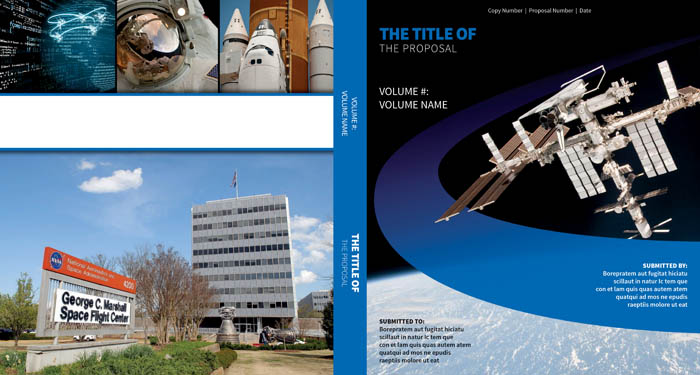 Copy Number | Proposal Number | Date
THE TITLE OF
THE PROPOSAL
VOLUME #:
VOLUME NAME
VOLUME #:
VOLUME NAME
THE TITLE OF
THE PROPOSAL
NASA
National Aeronautics and
Space Administration
4200
George C. Marshall
Space Flight Center
SUBMITTED BY:
Borepratem aut fugitat hiciatu
scillaut in natur Ic tem que
con et lam quis quas autem atem
quatqui ad mos ne epudis
raeptiis molore ut eat
SUBMITTED TO:
Borepratem aut fugitat hiciatu
scillaut in natur Ic tem que
con et lam quis quas autem atem
quatqui ad mos ne epudis
raeptiis molore ut eat